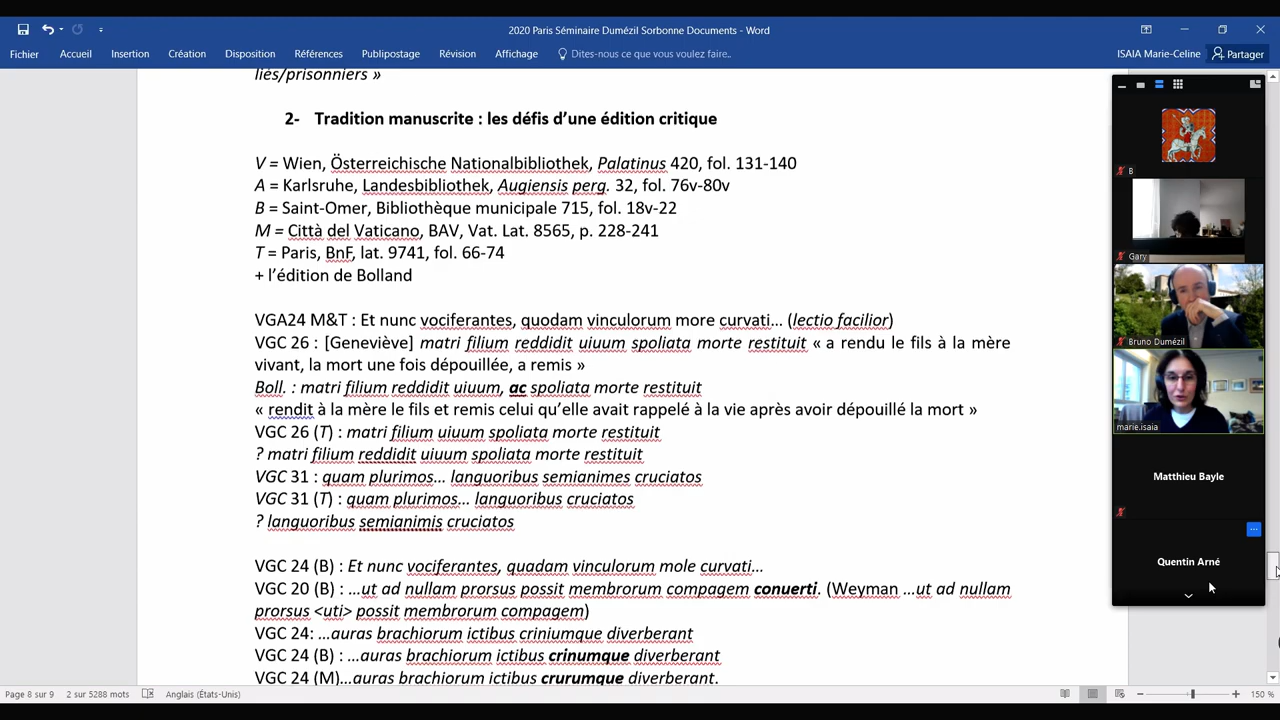 2020 Paris Séminaire Dumézil Sorbonne Documents - Word
Fichier Accueil Insertion Création Disposition Références Publipostage Révision Affichage Dites-nous ce que vous voulez faire.. ISAIA Marie-Celine Partager
liés/prisonniers »
2- Tradition manuscrite : les défis d’une édition critique
V = Wien, Österreichische Nationalbibliothek, Palatinus 420, fol. 131-140
A = Karlsruhe, Landesbibliothek, Augiensis perg. 32, fol. 76v-80v
B = Saint-Omer, Bibliothèque municipale 715, fol. 18v-22
M = Città del Vaticano, BAV, Vat. Lat. 8565, p. 228-241
T = Paris, BnF, lat. 9741, fol. 66-74
+ l’édition de Bolland
VGA24 M&T : Et nunc vociferantes, quodam vinculorum more curvati… (lectio facilior)
VGC 26 : [Geneviève] matri filium reddidit uiuum spoliata morte restituit « a rendu le fils à la mère
vivant, la mort une fois dépouillée, a remis »
Boll. : matri filium reddidit uiuum, ac spoliata morte restituit
« rendit à la mère le fils et remis celui qu’elle avait rappelé à la vie après avoir dépouillé la mort »
VGC 26 (T) : matri filium uiuum spoliata morte restituit
? matri filium reddidit uiuum spoliata morte restituit
VGC 31 : quam plurimos… languoribus semianimes cruciatos
VGC 31 (T) : quam plurimos… languoribus cruciatos
? languoribus semianimis cruciatos
VGC 24 (B) : Et nunc vociferantes, quadam vinculorum mole curvati…
VGC 20 (B) : …ut ad nullam prorsus possit membrorum compagem conuerti. (Weyman …ut ad nullam
prorsus <uti> possit membrorum compagem)
VGC 24: …auras brachiorum ictibus criniumque diverberant
VGC 24 (B) : …auras brachiorum ictibus crinumque diverberant
VGC 24 (M)…auras brachiorum ictibus crurumque diverberant.
B
Gary
Bruno Dumézil
marie.isaia
Matthieu Bayle
Quentin Arné
Page 8 sur 9 2 sur 5288 mots Anglais (États-Unis) 150 %